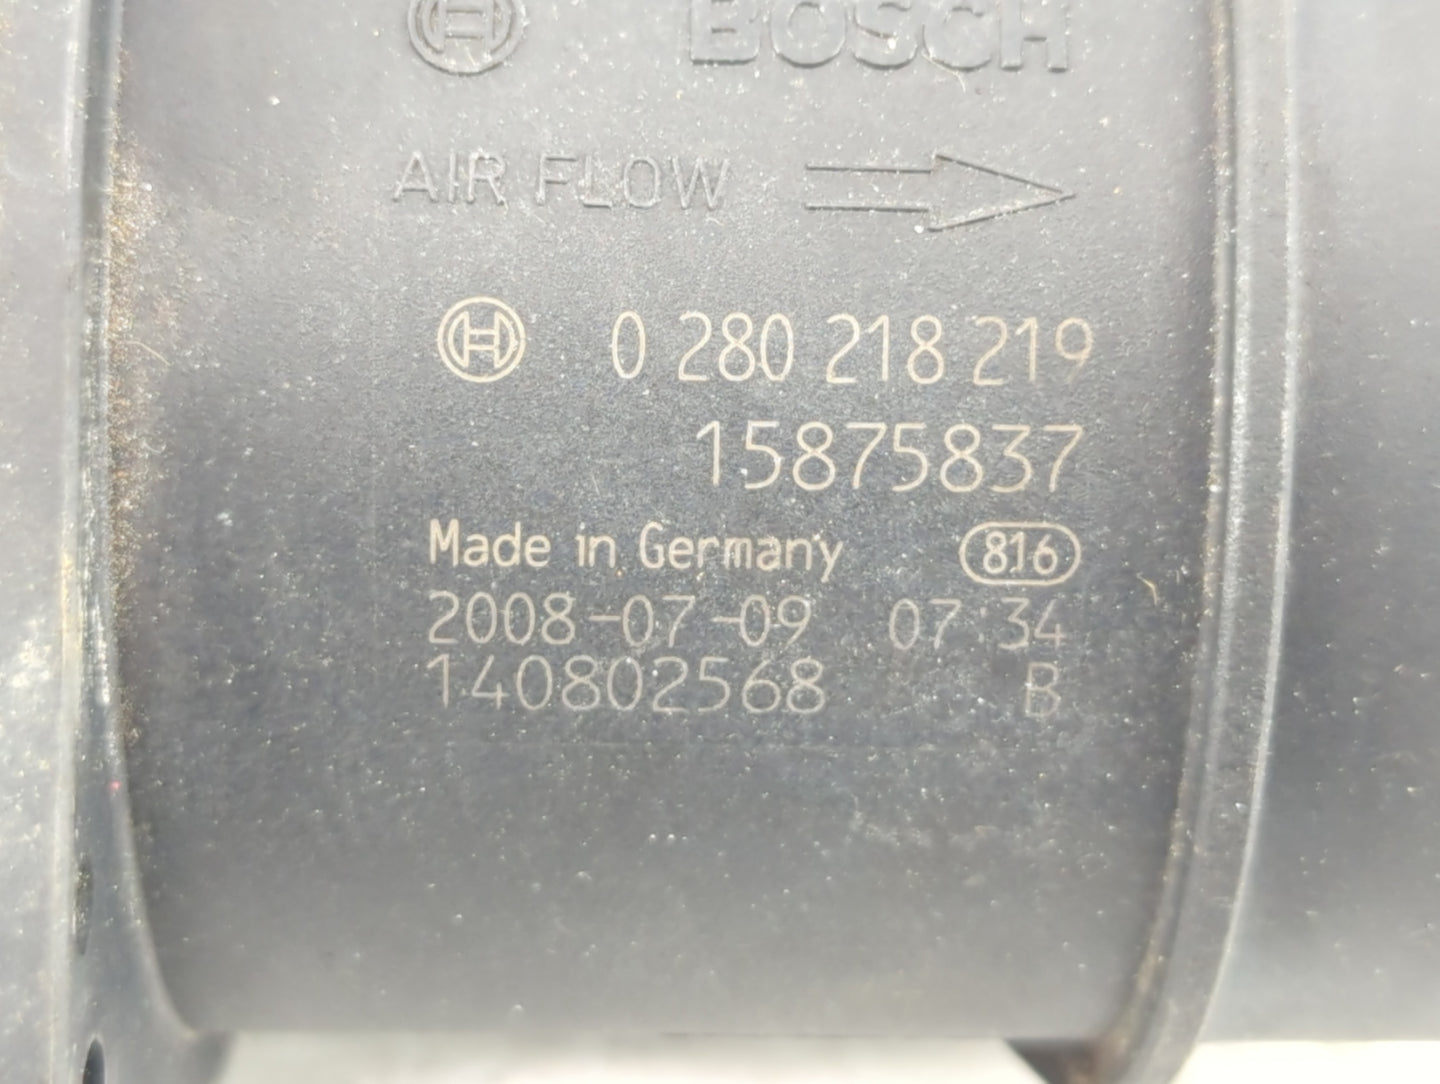 BOSCH
AIR FLOW
0 280 218 219
15875837
Made in Germany 816
2008-07-09 07:34
140802568 B